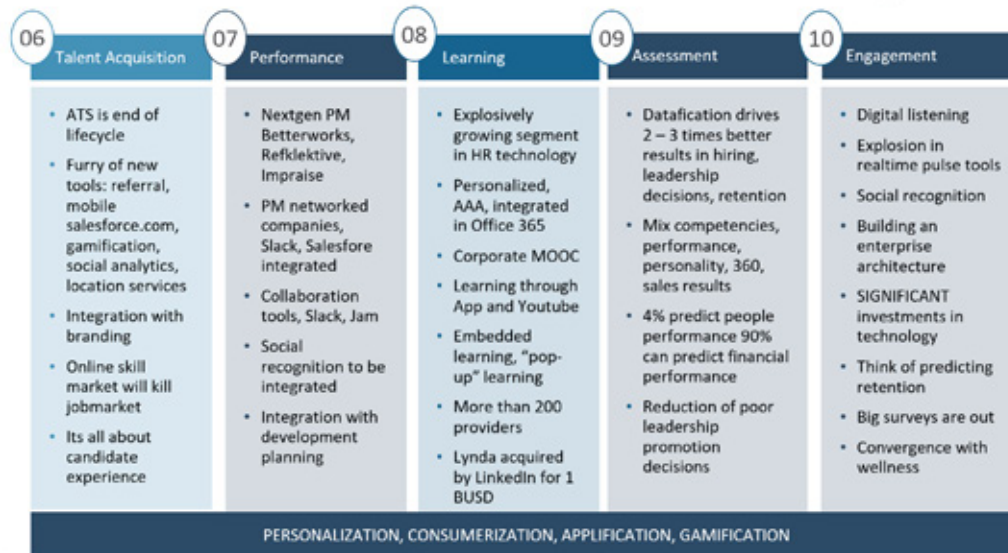 06
Talent Acquisition
• ATS is end of
lifecycle
• Furry of new
tools: referral,
mobile
salesforce.com,
gamification,
social analytics,
location services
• Integration with
branding
• Online skill
market will kill
jobmarket
• Its all about
candidate
experience
07
Performance
• Nextgen PM
Betterworks,
Refklektive,
Impraise
• PM networked
companies,
Slack, Salesfore
integrated
• Collaboration
tools, Slack, Jam
• Social
recognition to be
integrated
• Integration with
development
planning
08
Learning
• Explosively
growing segment
in HR technology
• Personalized,
AAA, integrated
in Office 365
• Corporate MOOC
• Learning through
App and Youtube
• Embedded
learning, “pop-
up” learning
• More than 200
providers
• Lynda acquired
by LinkedIn for 1
BUSD
09
Assessment
• Datafication drives
2 – 3 times better
results in hiring,
leadership
decisions, retention
• Mix competencies,
performance,
personality, 360,
sales results
• 4% predict people
performance 90%
can predict financial
performance
• Reduction of poor
leadership
promotion
decisions
10
Engagement
• Digital listening
• Explosion in
realtime pulse tools
• Social recognition
• Building an
enterprise
architecture
• SIGNIFICANT
investments in
technology
• Think of predicting
retention
• Big surveys are out
• Convergence with
wellness
PERSONALIZATION, CONSUMERIZATION, APPLIFICATION, GAMIFICATION